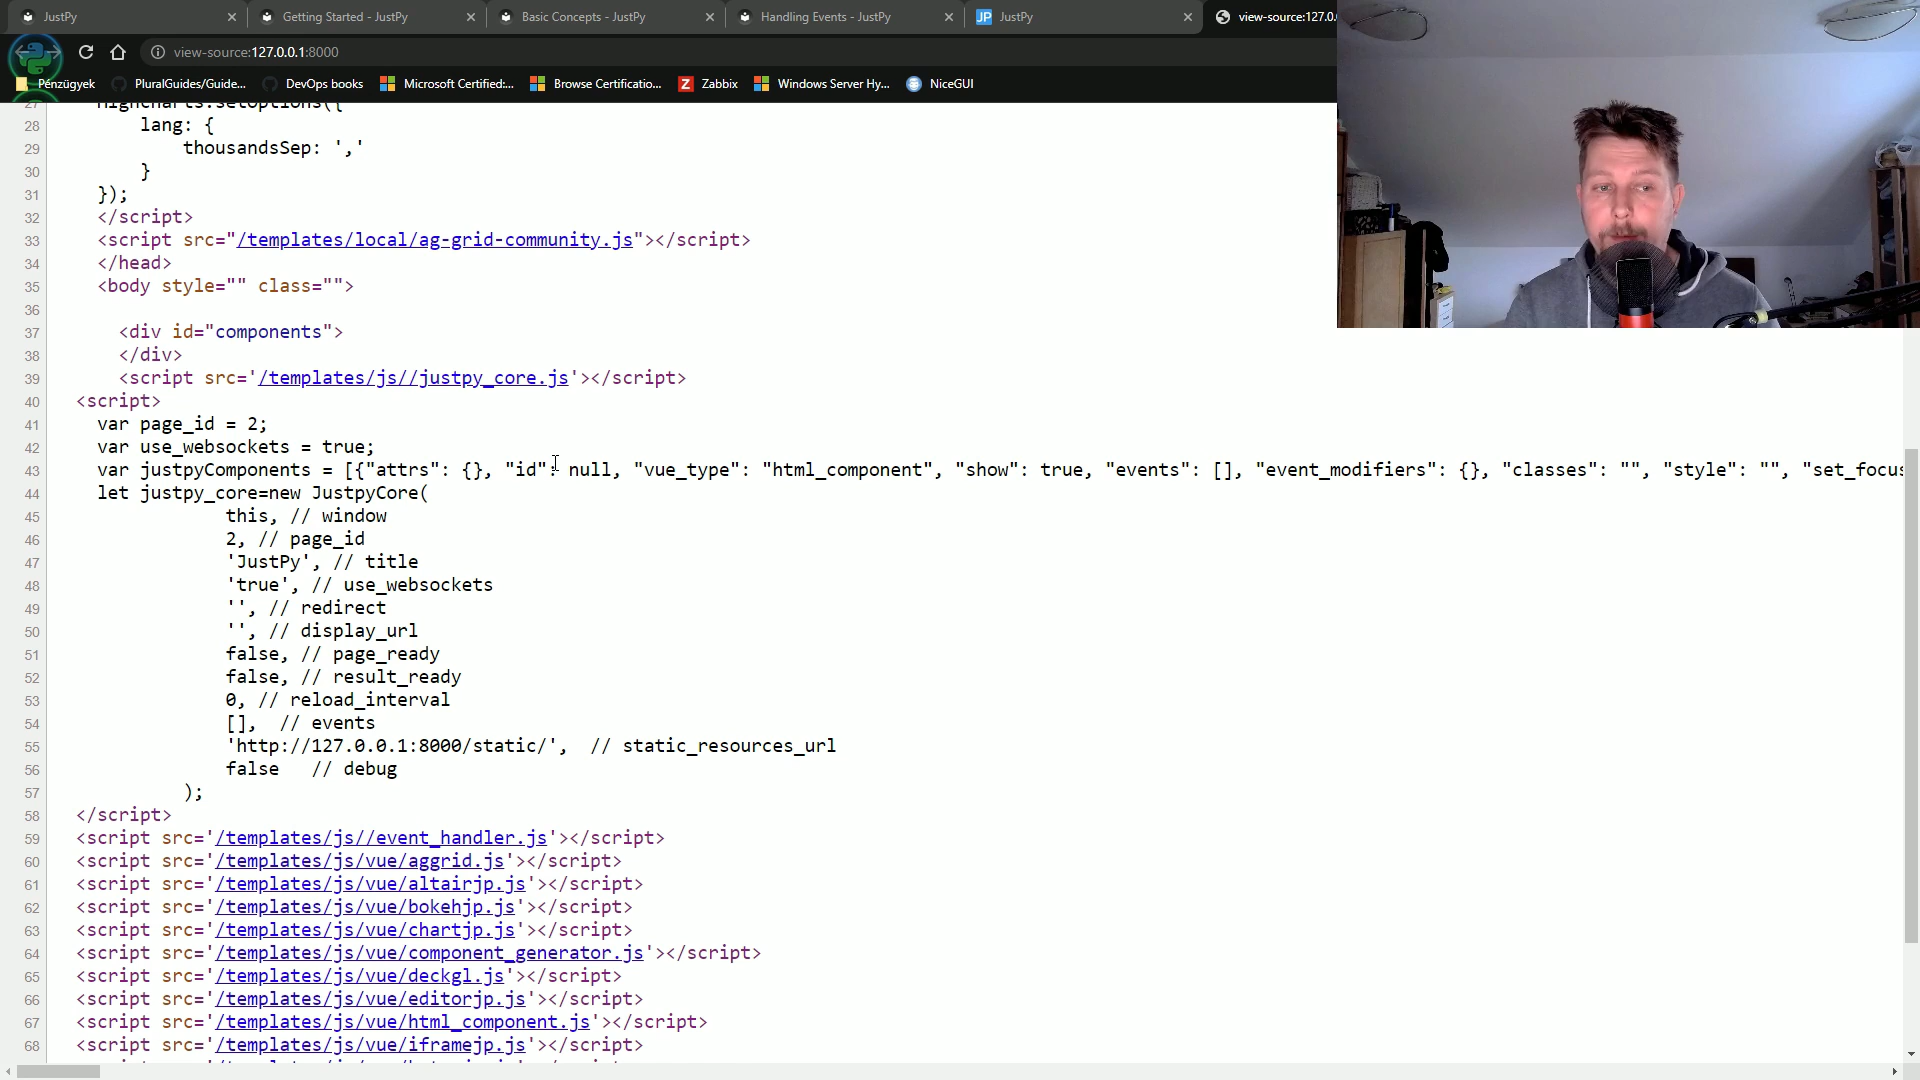 JustPy
Getting Started - JustPy
Basic Concepts - JustPy
Handling Events - JustPy
JP JustPy
view-source:127.0.
view-source:127.0.0.1:8000
Pénzügyek
PluralGuides/Guide...
DevOps books
Microsoft Certified:...
Browse Certificatio...
Z Zabbix
Windows Server Hy...
NiceGUI
27 Highcharts.setOptions({
28 lang: {
29 thousandsSep: ','
30 }
31 });
32 </script>
33 <script src="/templates/local/ag-grid-community.js"></script>
34 </head>
35 <body style="" class="">
36
37 <div id="components">
38 </div>
39 <script src='/templates/js//justpy_core.js'></script>
40 <script>
41 var page_id = 2;
42 var use_websockets = true;
43 var justpyComponents = [{"attrs": {}, "id": null, "vue_type": "html_component", "show": true, "events": [], "event_modifiers": {}, "classes": "", "style": "", "set_focus
44 let justpy_core=new JustpyCore(
45 this, // window
46 2, // page_id
47 'JustPy', // title
48 'true', // use_websockets
49 '', // redirect
50 '', // display_url
51 false, // page_ready
52 false, // result_ready
53 0, // reload_interval
54 [], // events
55 'http://127.0.0.1:8000/static/', // static_resources_url
56 false // debug
57 );
58 </script>
59 <script src='/templates/js//event_handler.js'></script>
60 <script src='/templates/js/vue/aggrid.js'></script>
61 <script src='/templates/js/vue/altairjp.js'></script>
62 <script src='/templates/js/vue/bokehjp.js'></script>
63 <script src='/templates/js/vue/chartjp.js'></script>
64 <script src='/templates/js/vue/component_generator.js'></script>
65 <script src='/templates/js/vue/deckgl.js'></script>
66 <script src='/templates/js/vue/editorjp.js'></script>
67 <script src='/templates/js/vue/html_component.js'></script>
68 <script src='/templates/js/vue/iframejp.js'></script>